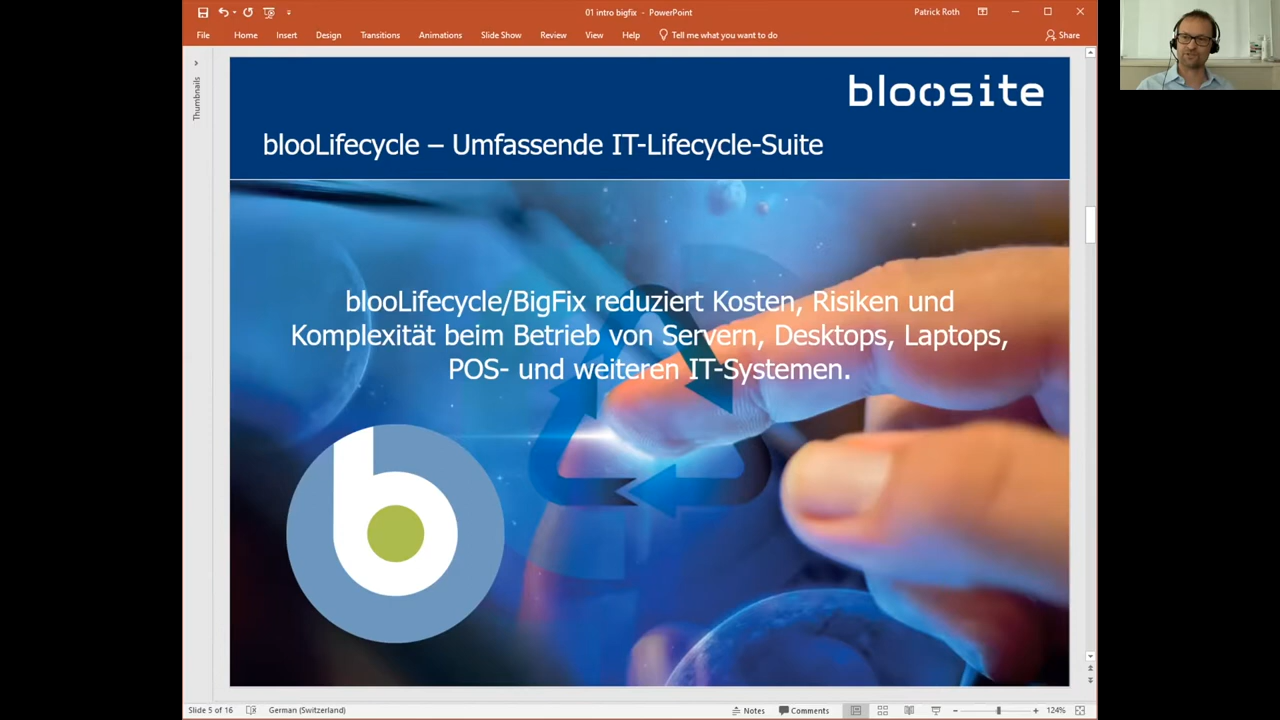 01 intro bigfix - PowerPoint
Patrick Roth
File Home Insert Design Transitions Animations Slide Show Review View Help Tell me what you want to do Share
Thumbnails
bloosite
blooLifecycle – Umfassende IT-Lifecycle-Suite
blooLifecycle/BigFix reduziert Kosten, Risiken und
Komplexität beim Betrieb von Servern, Desktops, Laptops,
POS- und weiteren IT-Systemen.
b
Slide 5 of 16 German (Switzerland) Notes Comments 124%